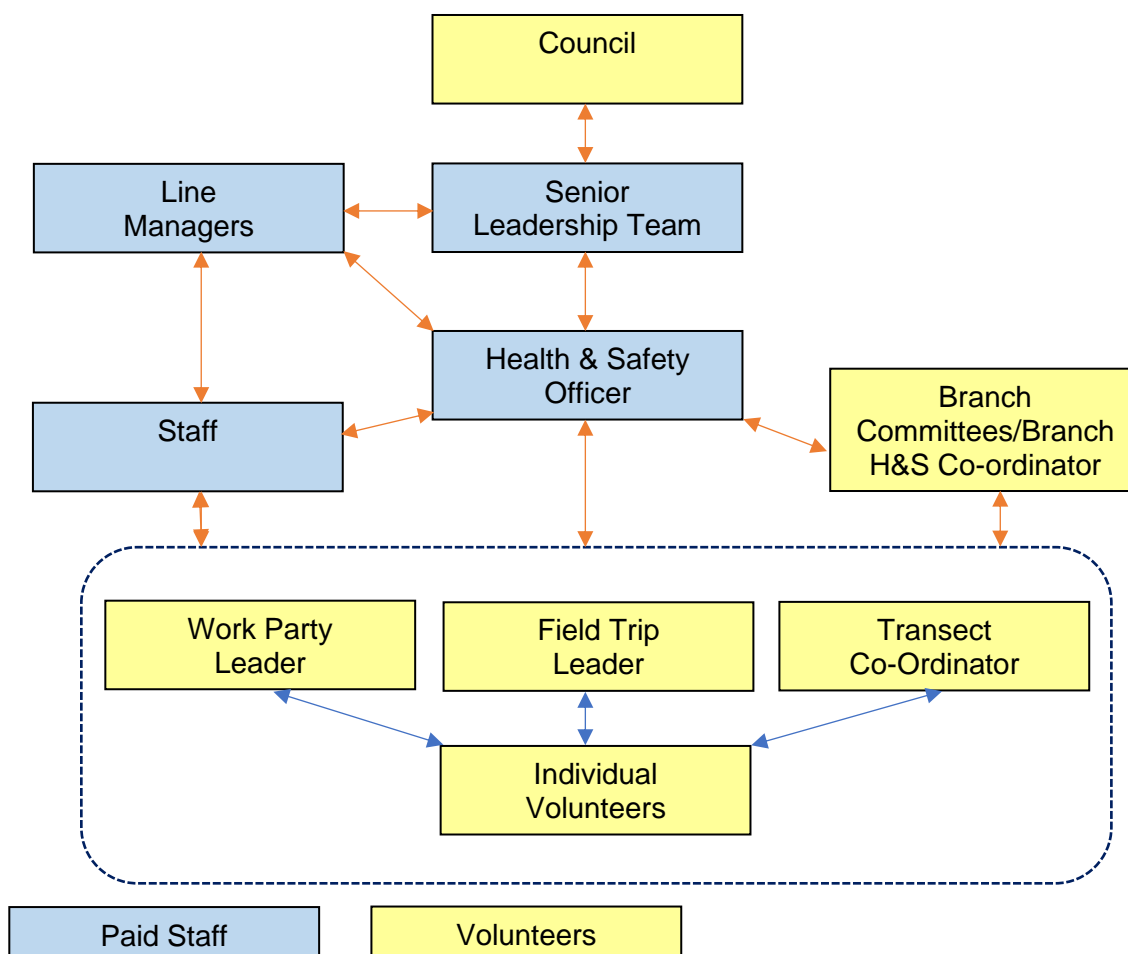 Council
Line
Managers
Senior
Leadership Team
Health & Safety
Officer
Staff
Branch
Committees/Branch
H&S Co-ordinator
Work Party
Leader
Field Trip
Leader
Transect
Co-Ordinator
Individual
Volunteers
Paid Staff
Volunteers